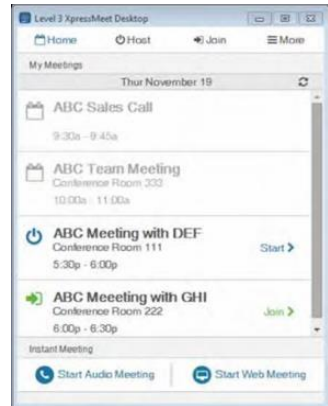 Level 3 XpressMeet Desktop
Home Host Join More
My Meetings
Thur November 19
ABC Sales Call
9:30a - 9:45a
ABC Team Meeting
Conference Room 333
10:00a - 11:00a
ABC Meeting with DEF
Conference Room 111
Start
5:30p - 6:00p
ABC Meeeting with GHI
Conference Room 222
Join
6:00p - 6:30p
Instant Meeting
Start Audio Meeting Start Web Meeting